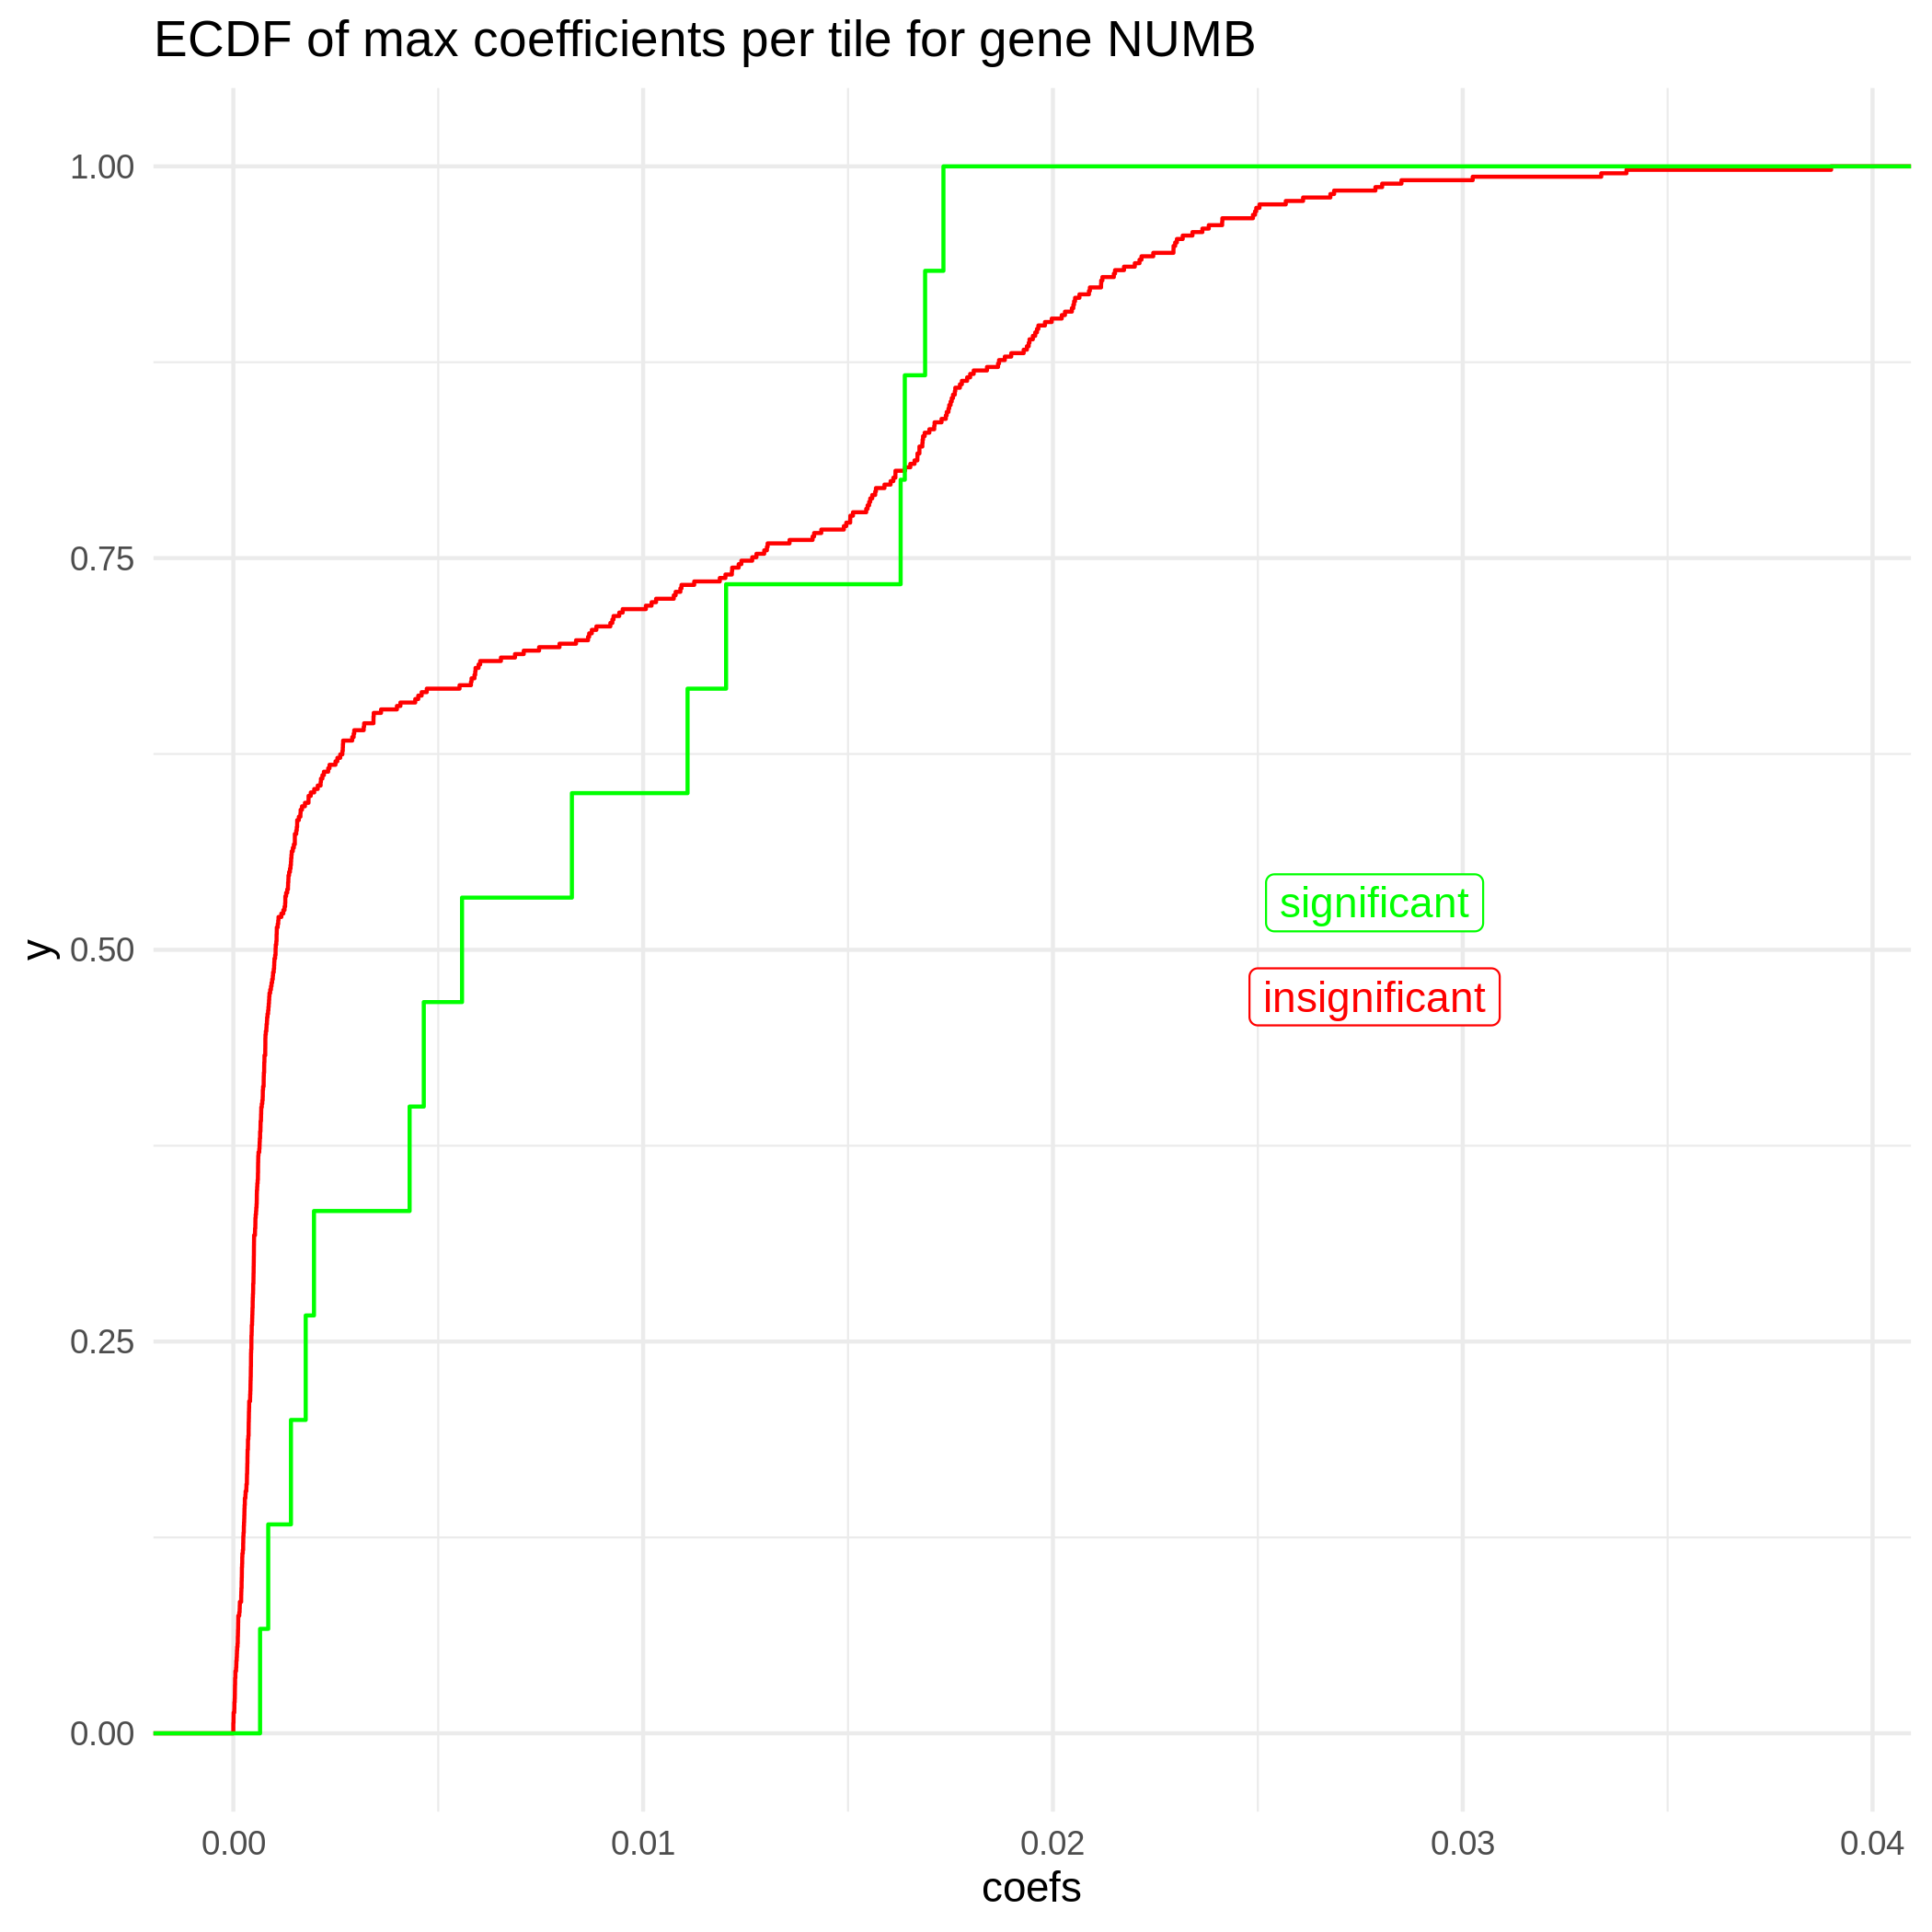 ECDF of max coefficients per tile for gene NUMB
1.00
0.75
0.50
0.25
0.00
y
significant
insignificant
0.00 0.01 0.02 0.03 0.04
coefs